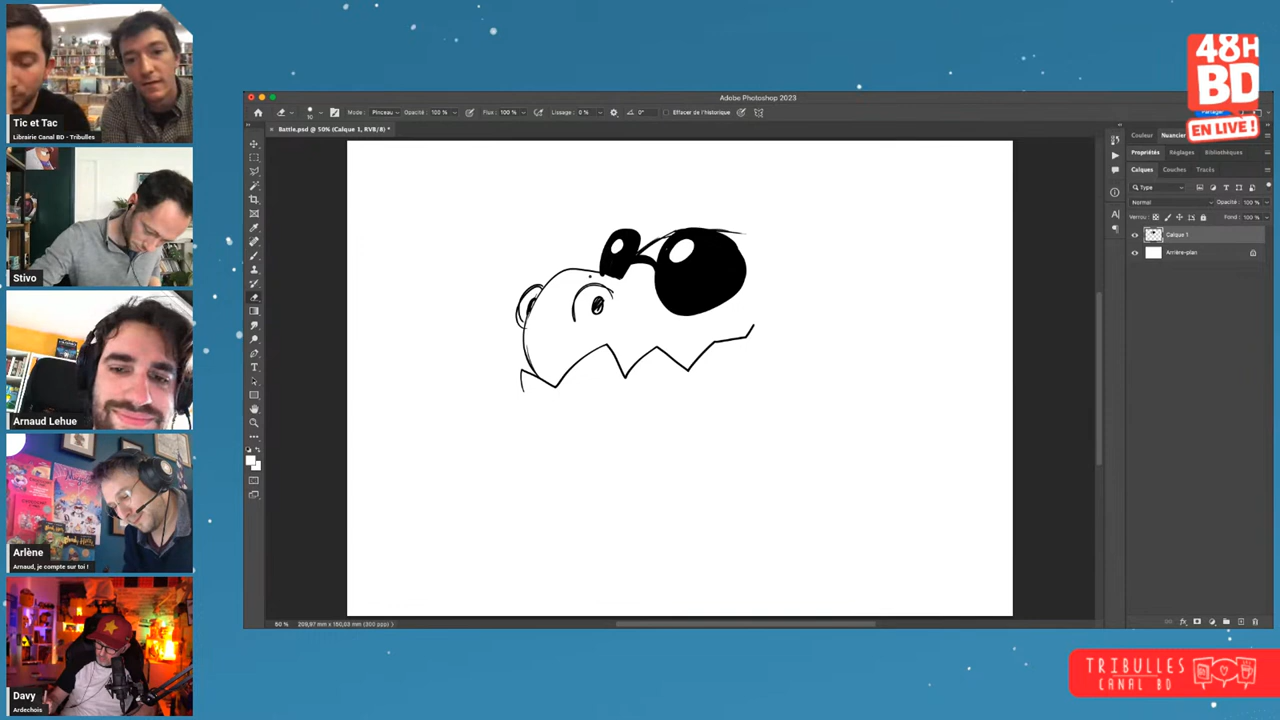 Tic et Tac
Librairie Canal BD - Tribulles
Stivo
Arnaud Lehue
Arlène
Arnaud, je compte sur toi !
Davy
Ardechois
Adobe Photoshop 2023
10
Mode: Pinceau Opacité: 100 % Flux: 100 % Lissage: 0 % 0° Effacer de l'historique
Battle.psd @ 50% (Calque 1, RVB/8) *
50 % 209,97 mm x 150,03 mm (300 ppp)
Partager
Couleur Nuancier
Propriétés Réglages Bibliothèques
Calques Couches Tracés
Type
Normal Opacité: 100 %
Verrou: Fond: 100 %
Calque 1
Arrière-plan
48H
BD
EN LIVE !
TRIBULLES
CANAL BD